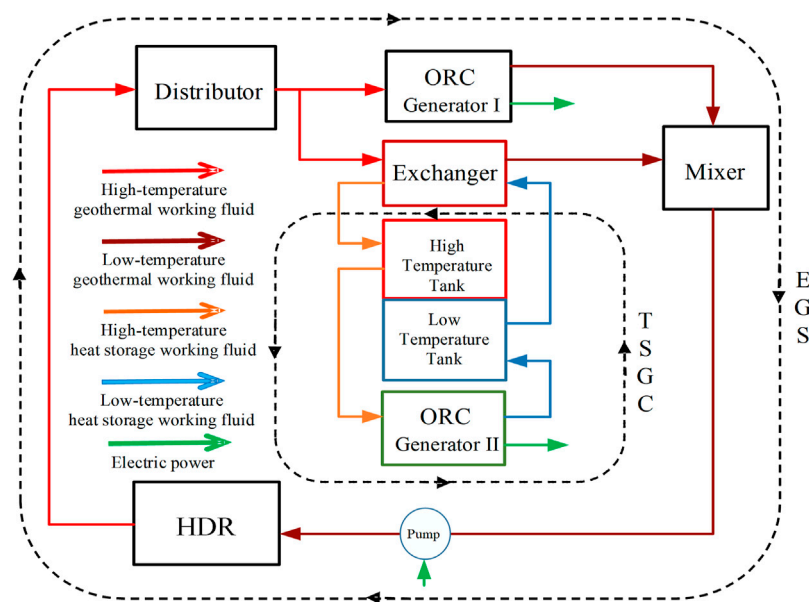 Distributor
ORC
Generator I
Exchanger
Mixer
High-temperature
geothermal working fluid
Low-temperature
geothermal working fluid
High-temperature
heat storage working fluid
Low-temperature
heat storage working fluid
Electric power
High
Temperature
Tank
Low
Temperature
Tank
ORC
Generator II
TSGC
EGS
HDR
Pump